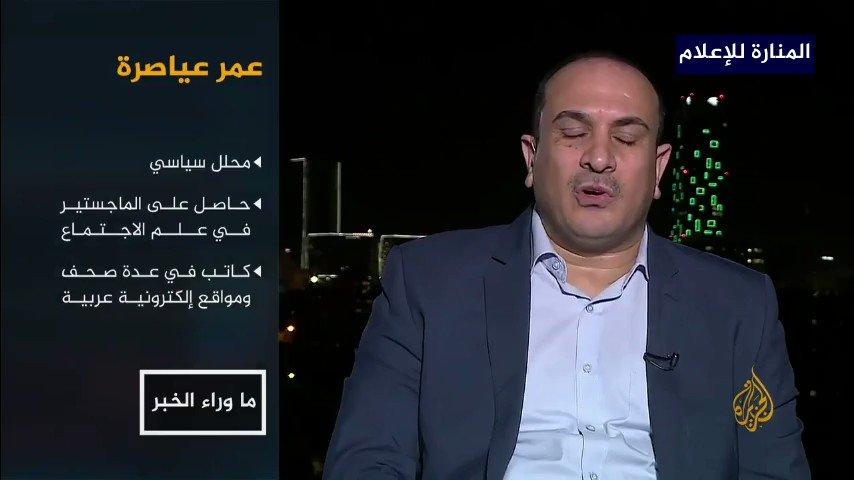 المنارة للإعلام
عمر عياصرة
محلل سياسي
حاصل على الماجستير
في علم الاجتماع
كاتب في عدة صحف
ومواقع إلكترونية عربية
ما وراء الخبر
الجزيرة